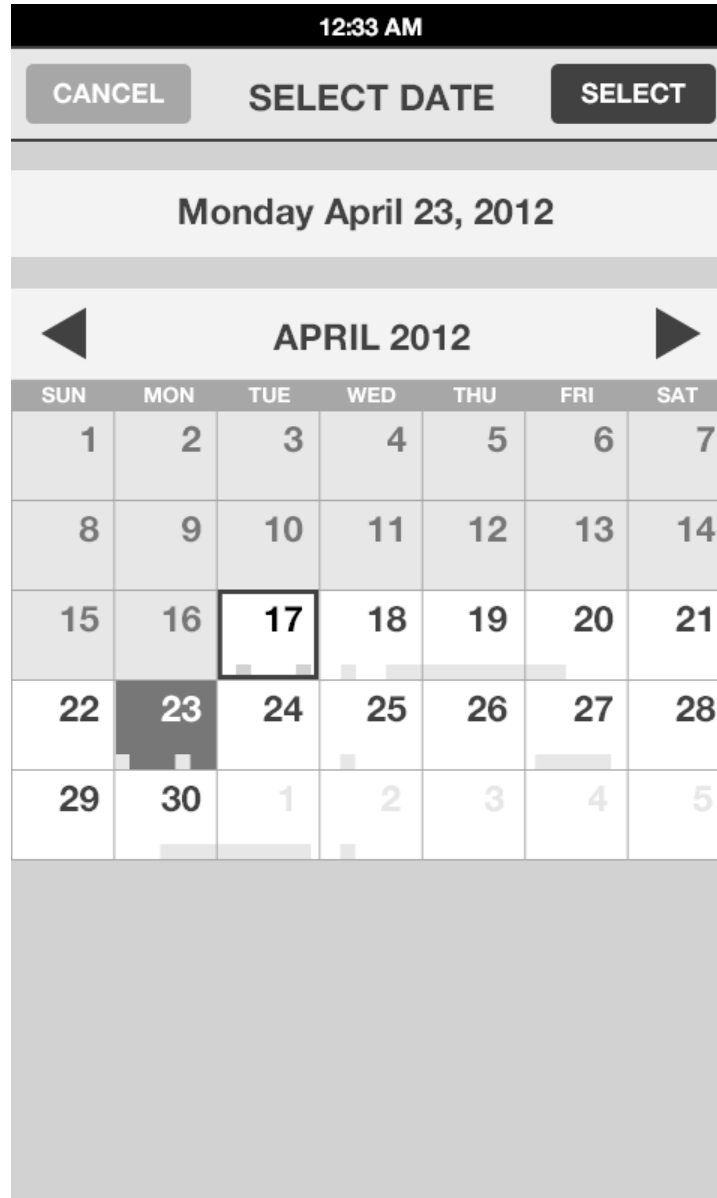 12:33 AM
CANCEL SELECT DATE SELECT
Monday April 23, 2012
APRIL 2012
SUN MON TUE WED THU FRI SAT
1 2 3 4 5 6 7
8 9 10 11 12 13 14
15 16 17 18 19 20 21
22 23 24 25 26 27 28
29 30 1 2 3 4 5